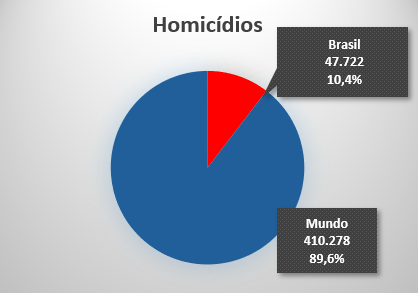 Homicídios
Brasil
47.722
10,4%
Mundo
410.278
89,6%